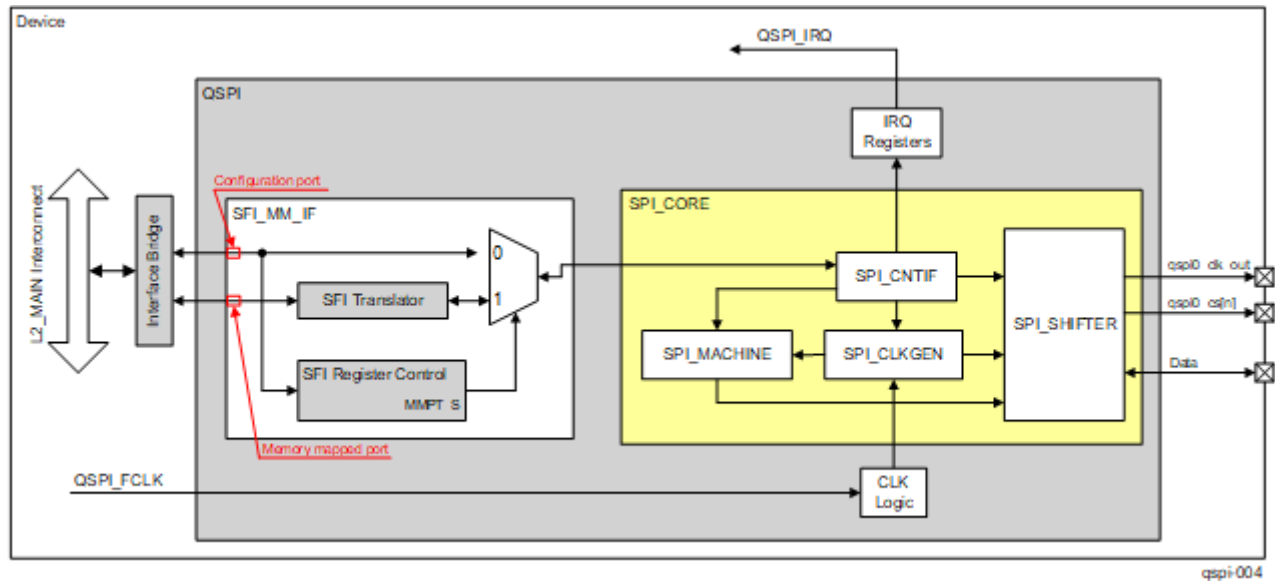 Device
QSPI_IRQ
QSPI
IRQ
Registers
Configuration port
SFI_MM_IF
SPI_CORE
L2_MAIN Interconnect
Interface Bridge
0
SPI_CNTIF
qspi0_clk_out
SFI Translator
1
qspi0_cs[n]
SPI_SHIFTER
SPI_MACHINE
SPI_CLKGEN
Data
SFI Register Control
MMPT_S
Memory mapped port
QSPI_FCLK
CLK
Logic
qspi-004